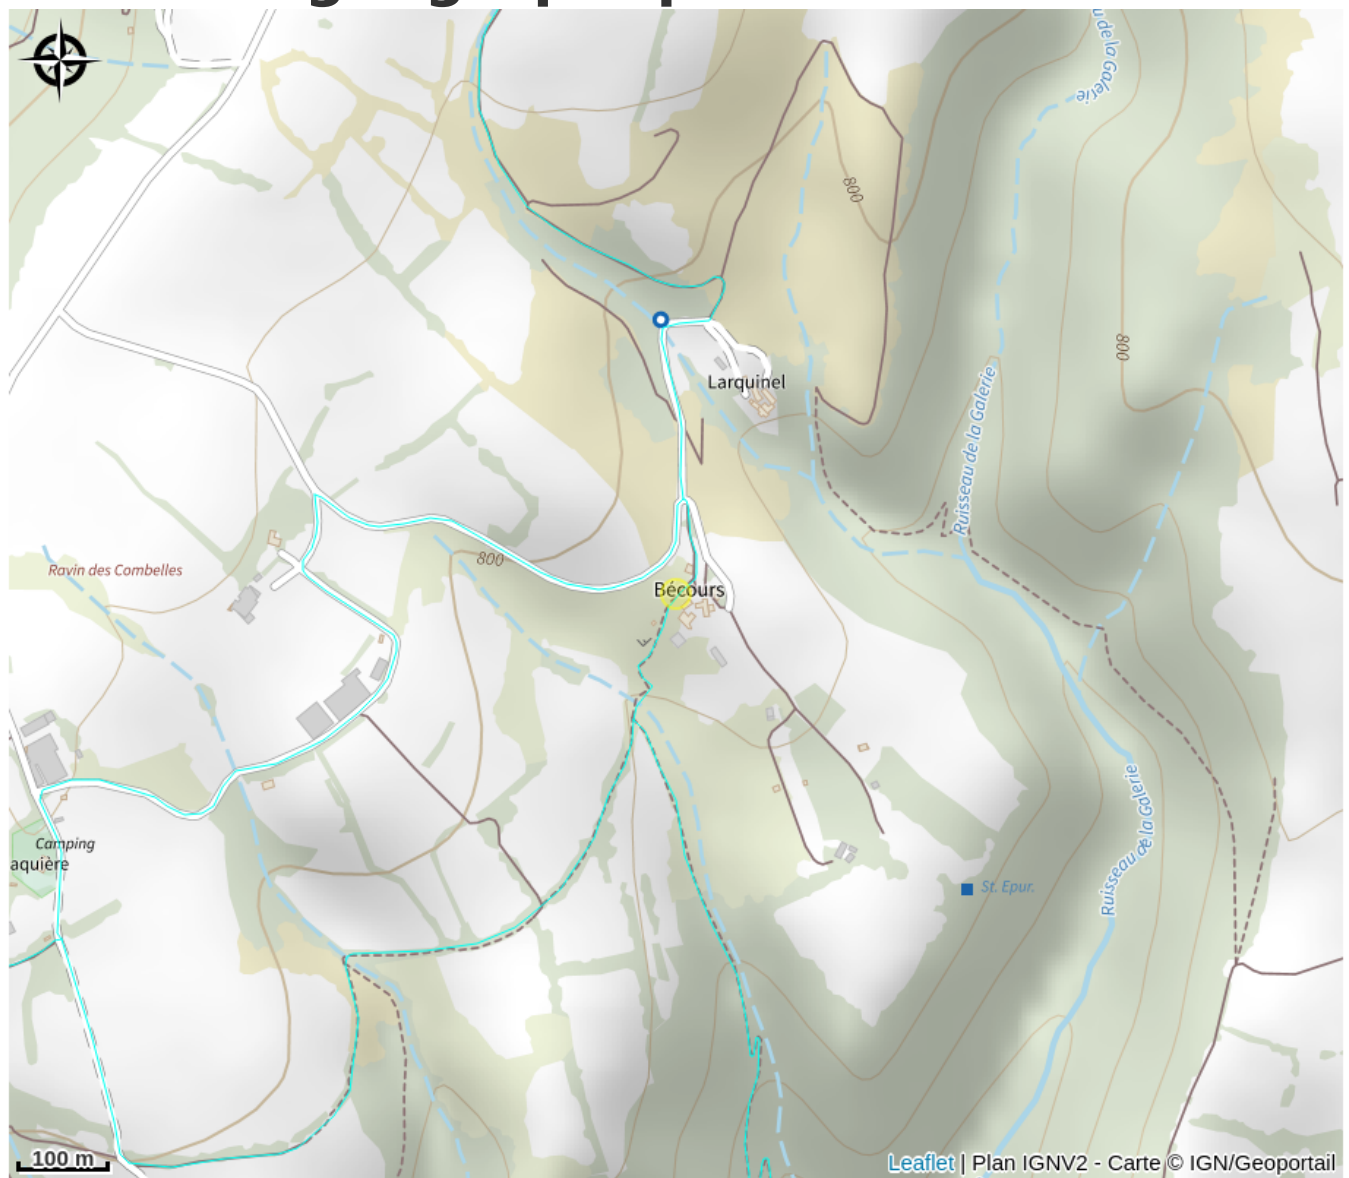 u de la Galerie
800
Larquinel
800
Ruisseau de la Galerie
800
Ravin des Combelles
Bécours
Ruisseau de la Galerie
Camping
aquière
St. Epur.
100 m
Leaflet | Plan IGNV2 - Carte © IGN/Geoportail